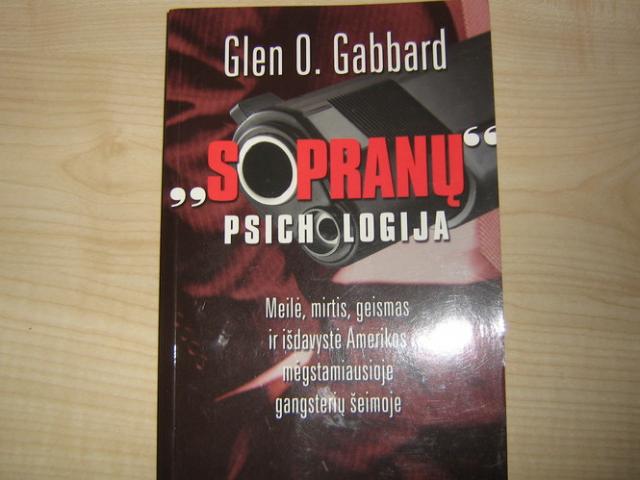 Glen O. Gabbard
„SOPRANŲ“
PSICHOLOGIJA
Meilė, mirtis, geismas
ir išdavystė Amerikos
mėgstamiausioje
gangsterių šeimoje